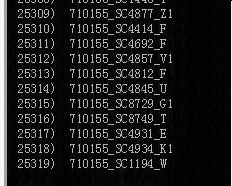 25309) 710155_SC4877_Z1
25310) 710155_SC4414_F
25311) 710155_SC4692_F
25312) 710155_SC4857_V1
25313) 710155_SC4812_F
25314) 710155_SC4845_U
25315) 710155_SC8729_G1
25316) 710155_SC8749_T
25317) 710155_SC4931_E
25318) 710155_SC4934_K1
25319) 710155_SC1194_W